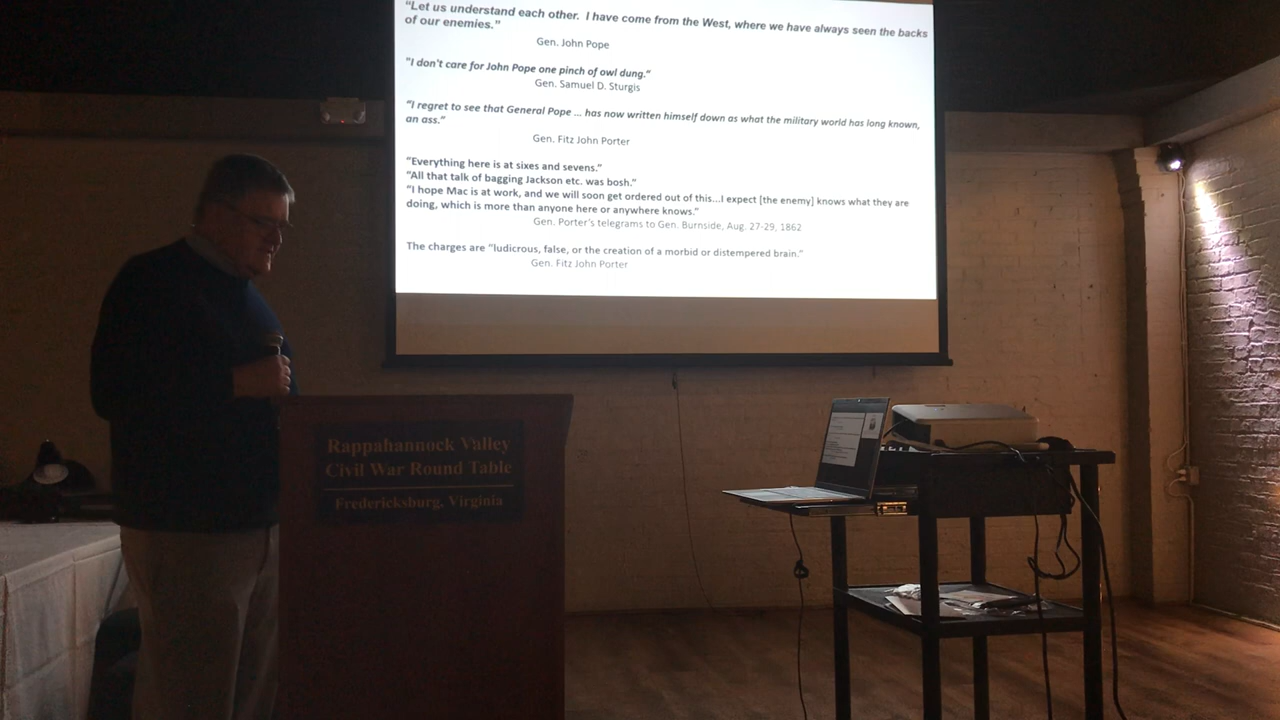 “Let us understand each other.  I have come from the West, where we have always seen the backs
of our enemies.”
Gen. John Pope
"I don't care for John Pope one pinch of owl dung.”
Gen. Samuel D. Sturgis
“I regret to see that General Pope ... has now written himself down as what the military world has long known,
an ass.”
Gen. Fitz John Porter
“Everything here is at sixes and sevens.”
“All that talk of bagging Jackson etc. was bosh.”
“I hope Mac is at work, and we will soon get ordered out of this...I expect [the enemy] knows what they are
doing, which is more than anyone here or anywhere knows.”
Gen. Porter’s telegrams to Gen. Burnside, Aug. 27-29, 1862
The charges are “ludicrous, false, or the creation of a morbid or distempered brain.”
Gen. Fitz John Porter
Rappahannock Valley
Civil War Round Table
Fredericksburg, Virginia